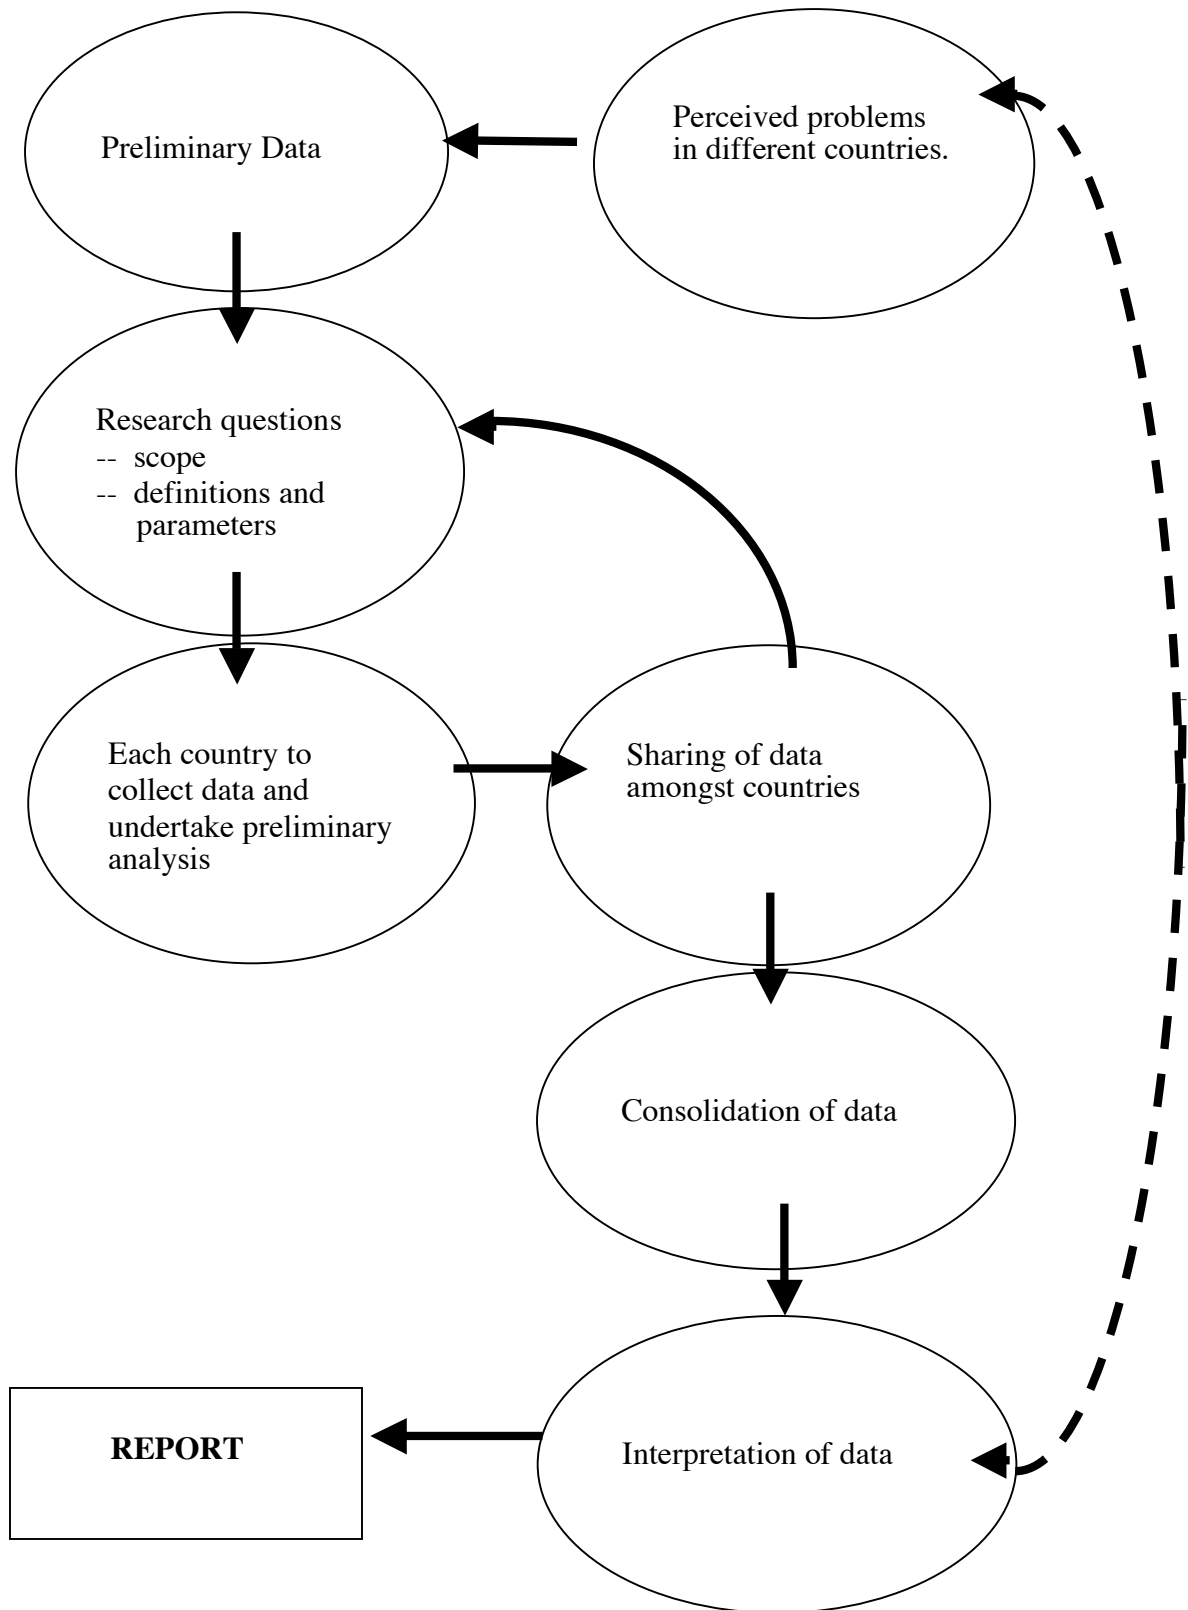 Preliminary Data
Perceived problems
in different countries.
Research questions
-- scope
-- definitions and
parameters
Each country to
collect data and
undertake preliminary
analysis
Sharing of data
amongst countries
Consolidation of data
Interpretation of data
REPORT